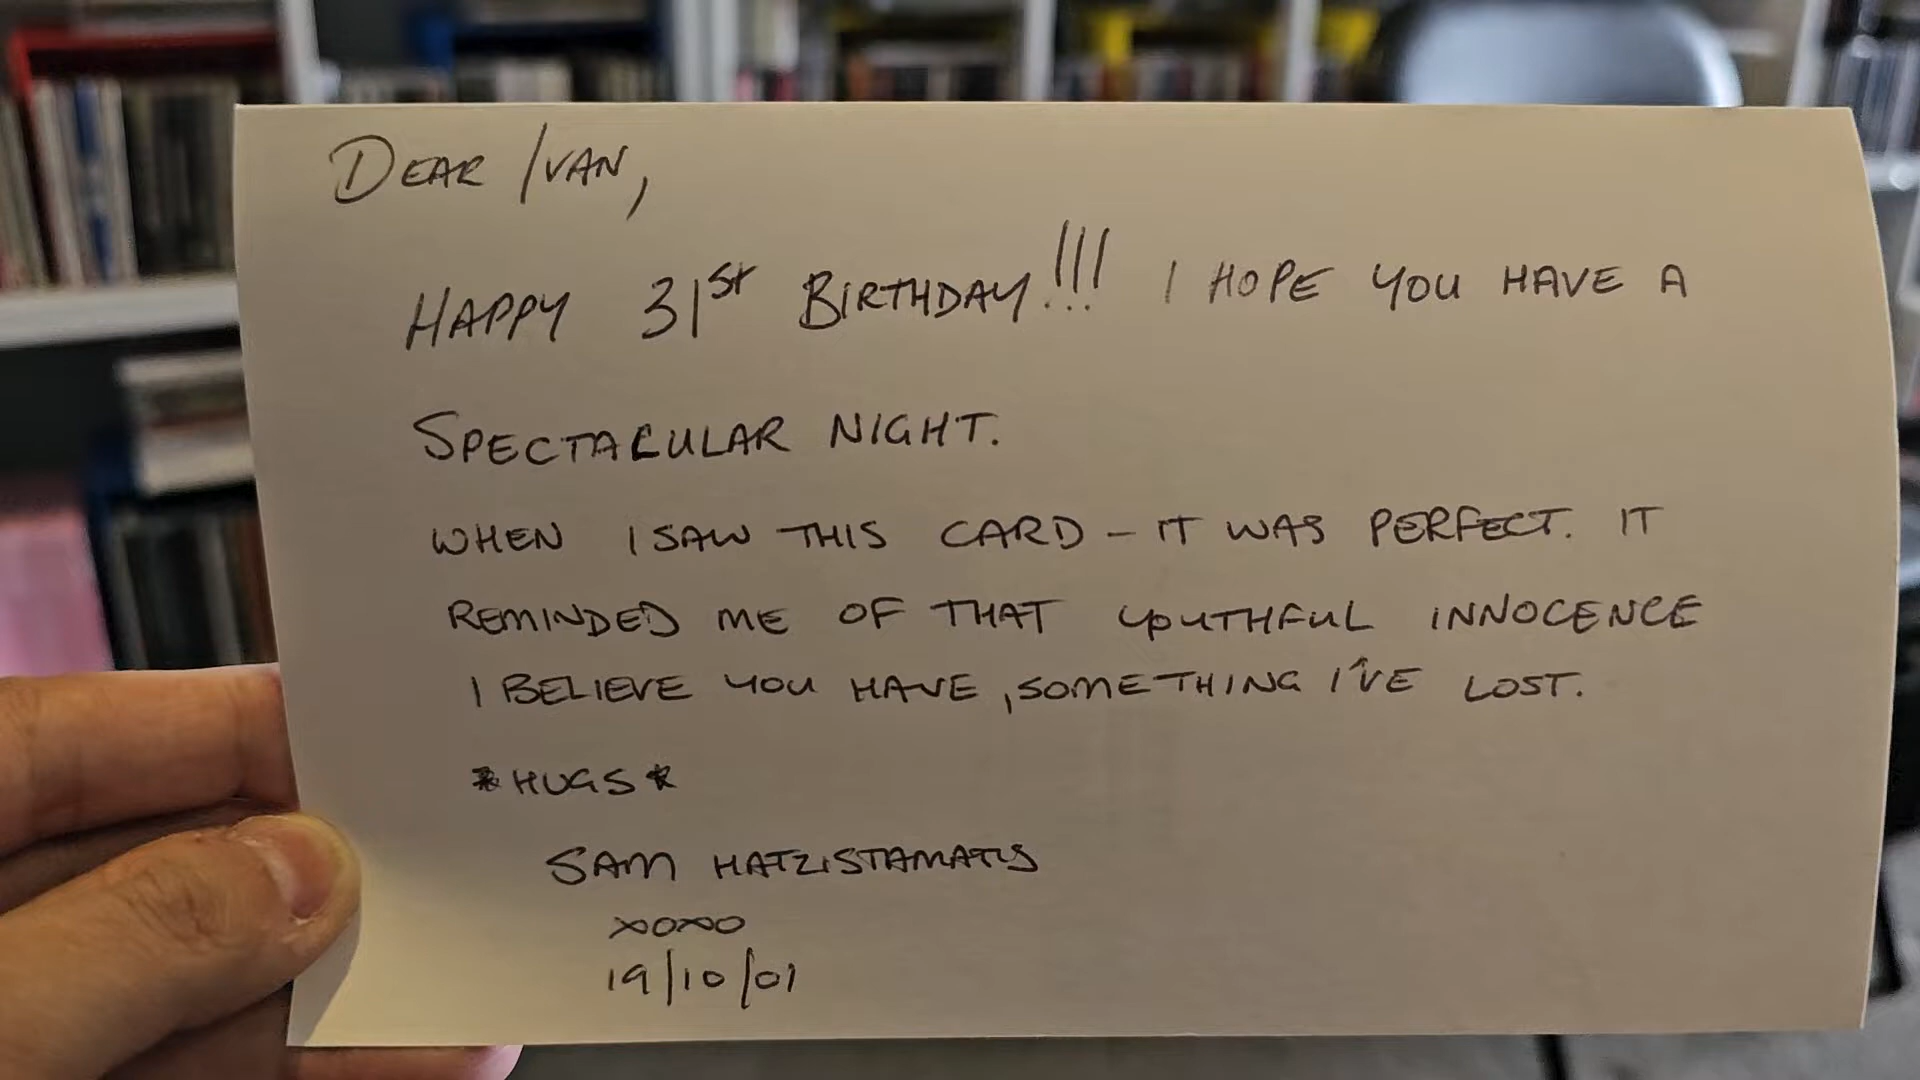 DEAR IVAN,
HAPPY 31ST BIRTHDAY!!! I HOPE YOU HAVE A
SPECTACULAR NIGHT.
WHEN I SAW THIS CARD - IT WAS PERFECT. IT
REMINDED ME OF THAT YOUTHFUL INNOCENCE
I BELIEVE YOU HAVE, SOMETHING I'VE LOST.
*HUGS*
SAM HATZISTAMATIS
XOXO
19/10/01